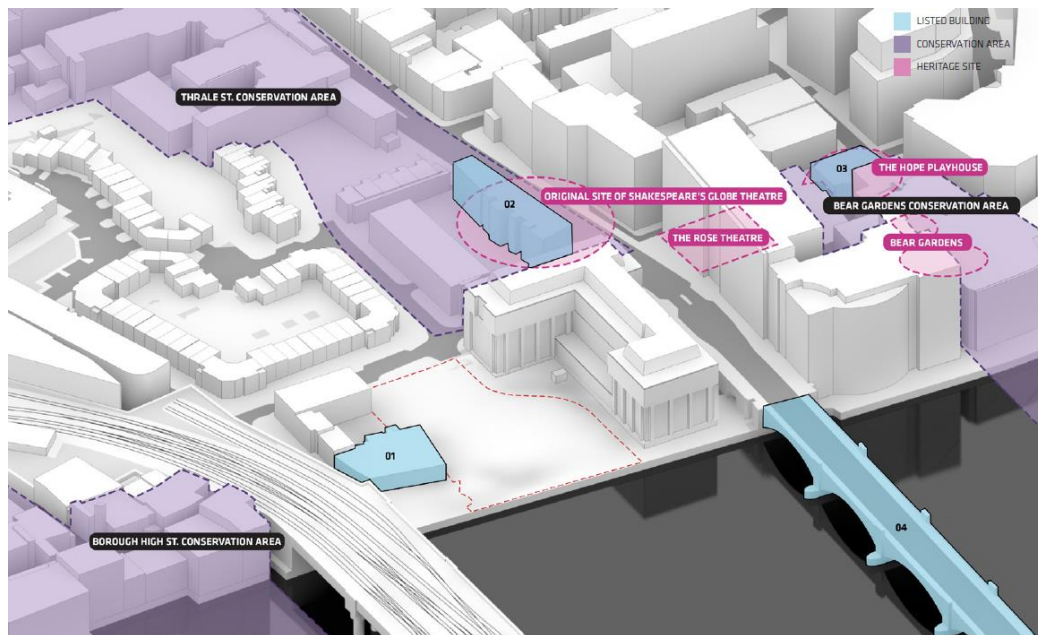 LISTED BUILDING
CONSERVATION AREA
HERITAGE SITE
THRALE ST. CONSERVATION AREA
03
THE HOPE PLAYHOUSE
ORIGINAL SITE OF SHAKESPEARE'S GLOBE THEATRE
02
BEAR GARDENS CONSERVATION AREA
THE ROSE THEATRE
BEAR GARDENS
01
04
BOROUGH HIGH ST. CONSERVATION AREA